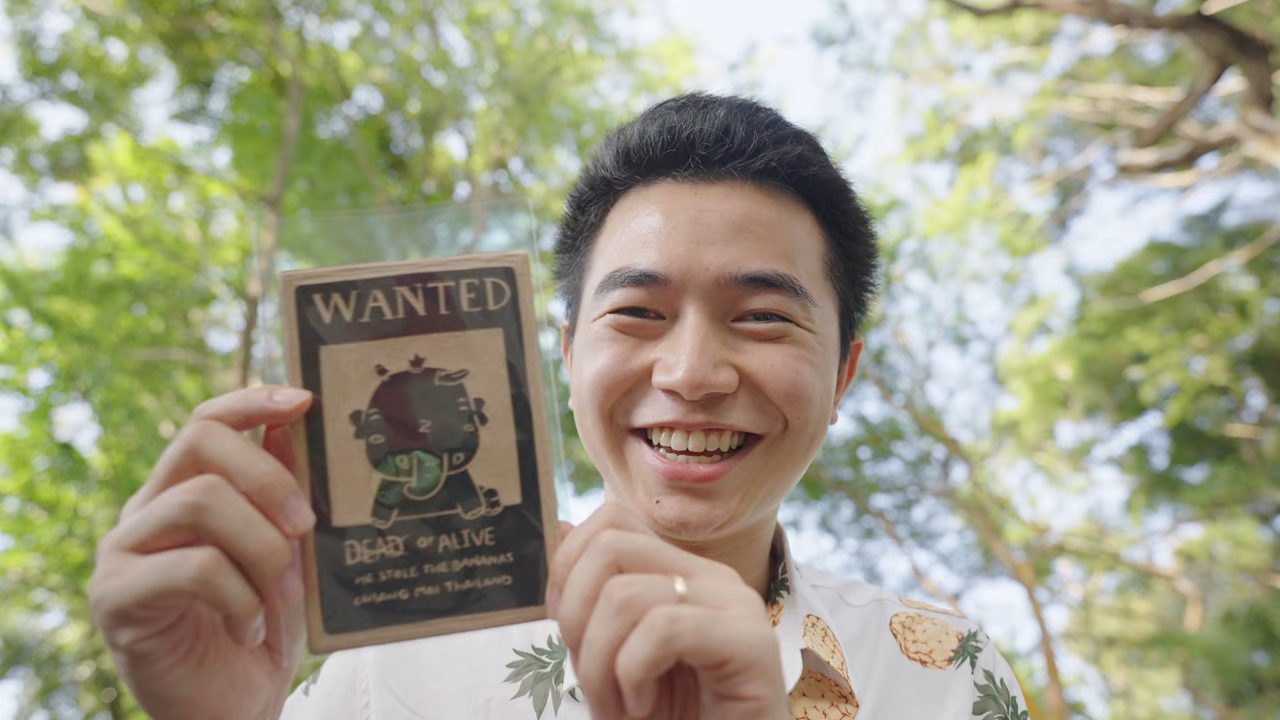 WANTED
DEAD or ALIVE
HE STOLE THE BANANAS
CHIANG MAI THAILAND